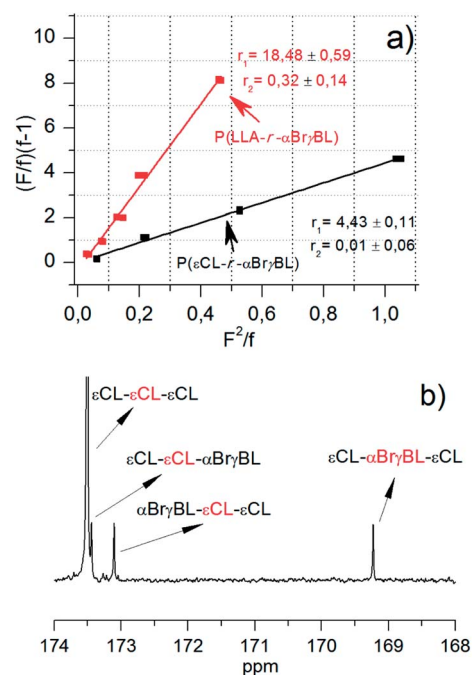 a)
r₁ = 18,48 ± 0,59
r₂ = 0,32 ± 0,14
P(LLA-r-αBrγBL)
r₁ = 4,43 ± 0,11
r₂ = 0,01 ± 0,06
P(εCL-r-αBrγBL)
(F/f)(f-1)
10
8
6
4
2
0
0,0 0,2 0,4 0,6 0,8 1,0
F²/f
b)
εCL-εCL-εCL
εCL-εCL-αBrγBL
εCL-αBrγBL-εCL
αBrγBL-εCL-εCL
174 173 172 171 170 169 168
ppm